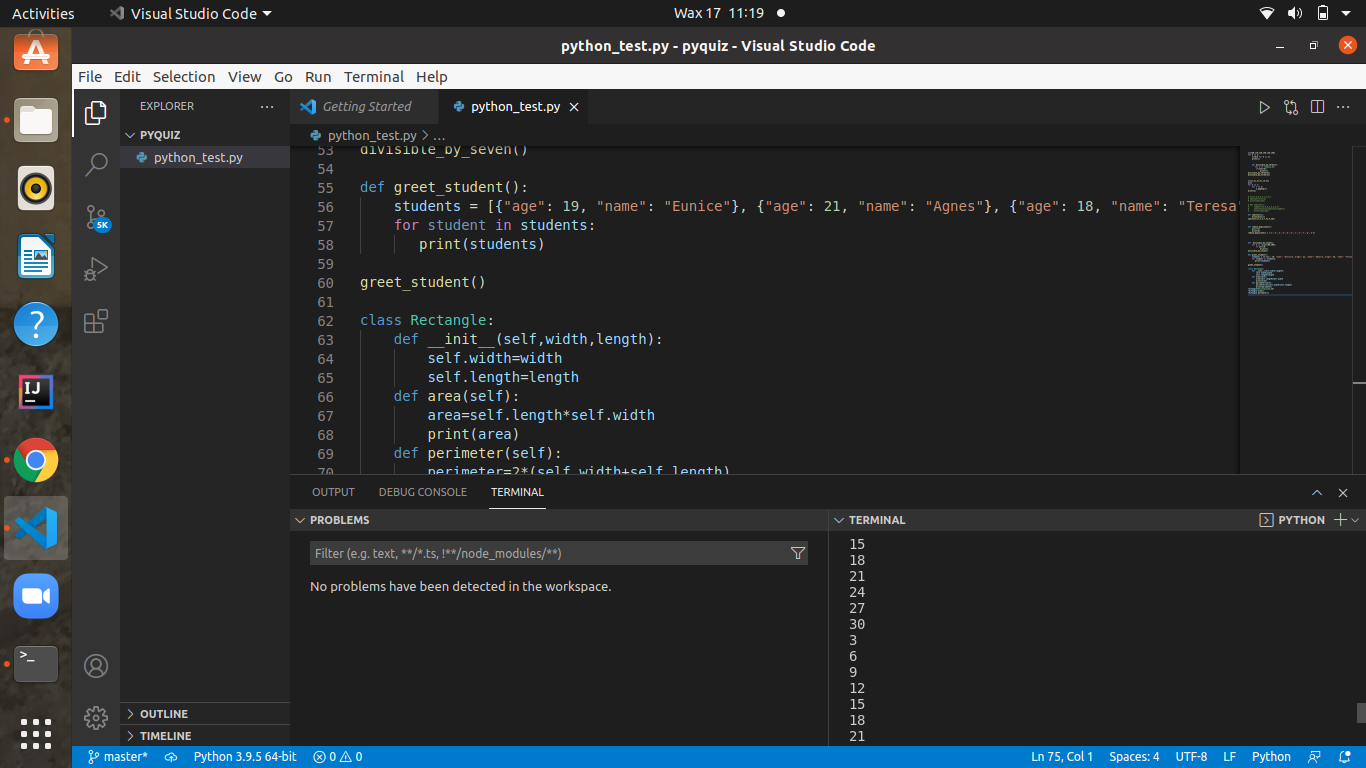 Activities
Visual Studio Code
Wax 17 11:19
python_test.py - pyquiz - Visual Studio Code
File Edit Selection View Go Run Terminal Help
EXPLORER
Getting Started
python_test.py
PYQUIZ
python_test.py > ...
python_test.py
53 divisible_by_seven()
54
55 def greet_student():
56 students = [{"age": 19, "name": "Eunice"}, {"age": 21, "name": "Agnes"}, {"age": 18, "name": "Teresa"
57 for student in students:
58 print(students)
59
60 greet_student()
61
62 class Rectangle:
63 def __init__(self,width,length):
64 self.width=width
65 self.length=length
66 def area(self):
67 area=self.length*self.width
68 print(area)
69 def perimeter(self):
70 perimeter=2*(self.width+self.length)
5K
OUTPUT DEBUG CONSOLE TERMINAL
PROBLEMS
Filter (e.g. text, **/*.ts, !**/node_modules/**)
No problems have been detected in the workspace.
TERMINAL
PYTHON
15
18
21
24
27
30
3
6
9
12
15
18
21
OUTLINE
TIMELINE
master*
Python 3.9.5 64-bit
0 0
Ln 75, Col 1
Spaces: 4
UTF-8
LF
Python
IJ